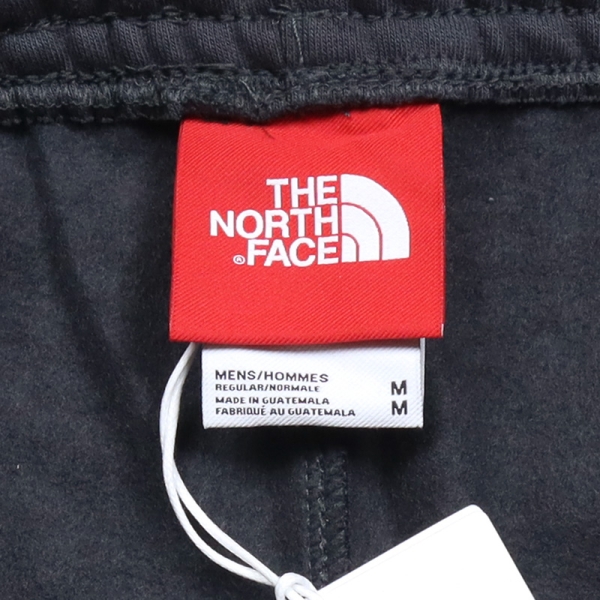 THE
NORTH
®FACE
MENS/HOMMES
REGULAR/NORMALE M
MADE IN GUATEMALA
FABRIQUÉ AU GUATEMALA M